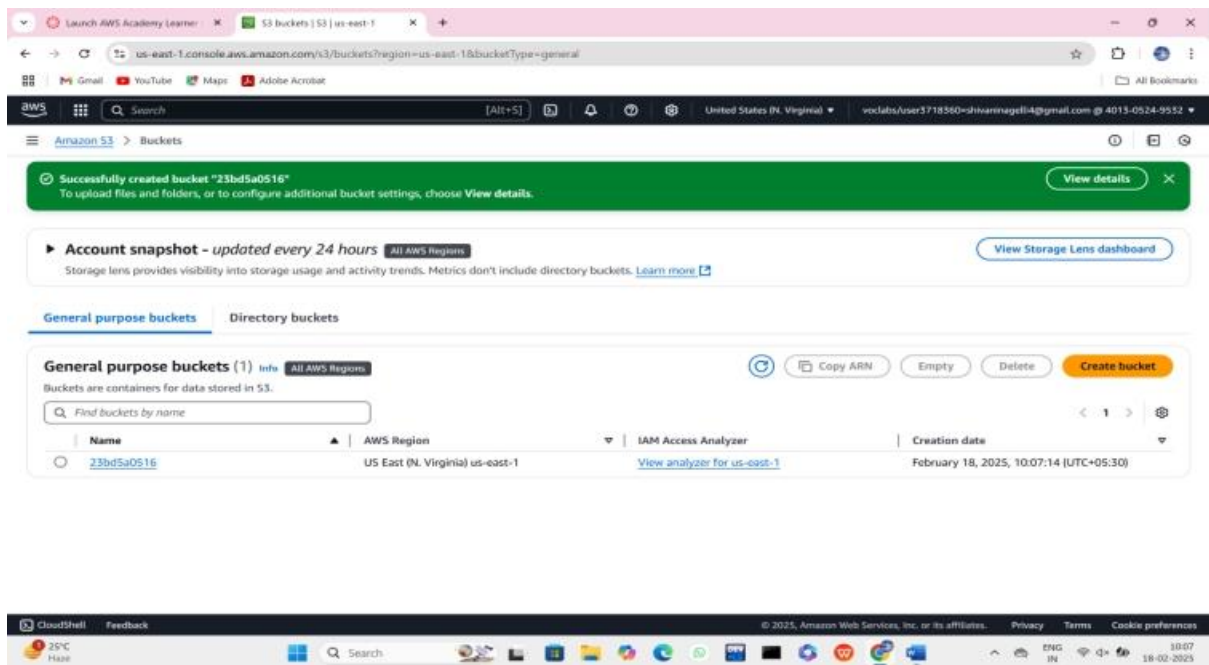 Launch AWS Academy Learner
S3 buckets | S3 | us-east-1
us-east-1.console.aws.amazon.com/s3/buckets?region=us-east-1&bucketType=general
Gmail YouTube Maps Adobe Acrobat All Bookmarks
aws Search [Alt+S] United States (N. Virginia) voclabs/user3718360=shivaninagelli4@gmail.com @ 4013-0524-9532
Amazon S3 > Buckets
Successfully created bucket "23bd5a0516"
To upload files and folders, or to configure additional bucket settings, choose View details.
View details
Account snapshot - updated every 24 hours All AWS Regions
View Storage Lens dashboard
Storage lens provides visibility into storage usage and activity trends. Metrics don't include directory buckets. Learn more
General purpose buckets Directory buckets
General purpose buckets (1) Info All AWS Regions
Copy ARN Empty Delete Create bucket
Buckets are containers for data stored in S3.
Find buckets by name
< 1 >
Name AWS Region IAM Access Analyzer Creation date
23bd5a0516 US East (N. Virginia) us-east-1 View analyzer for us-east-1 February 18, 2025, 10:07:14 (UTC+05:30)
CloudShell Feedback © 2025, Amazon Web Services, Inc. or its affiliates. Privacy Terms Cookie preferences
25°C
Haze
Search
ENG
IN
10:07
18-02-2025